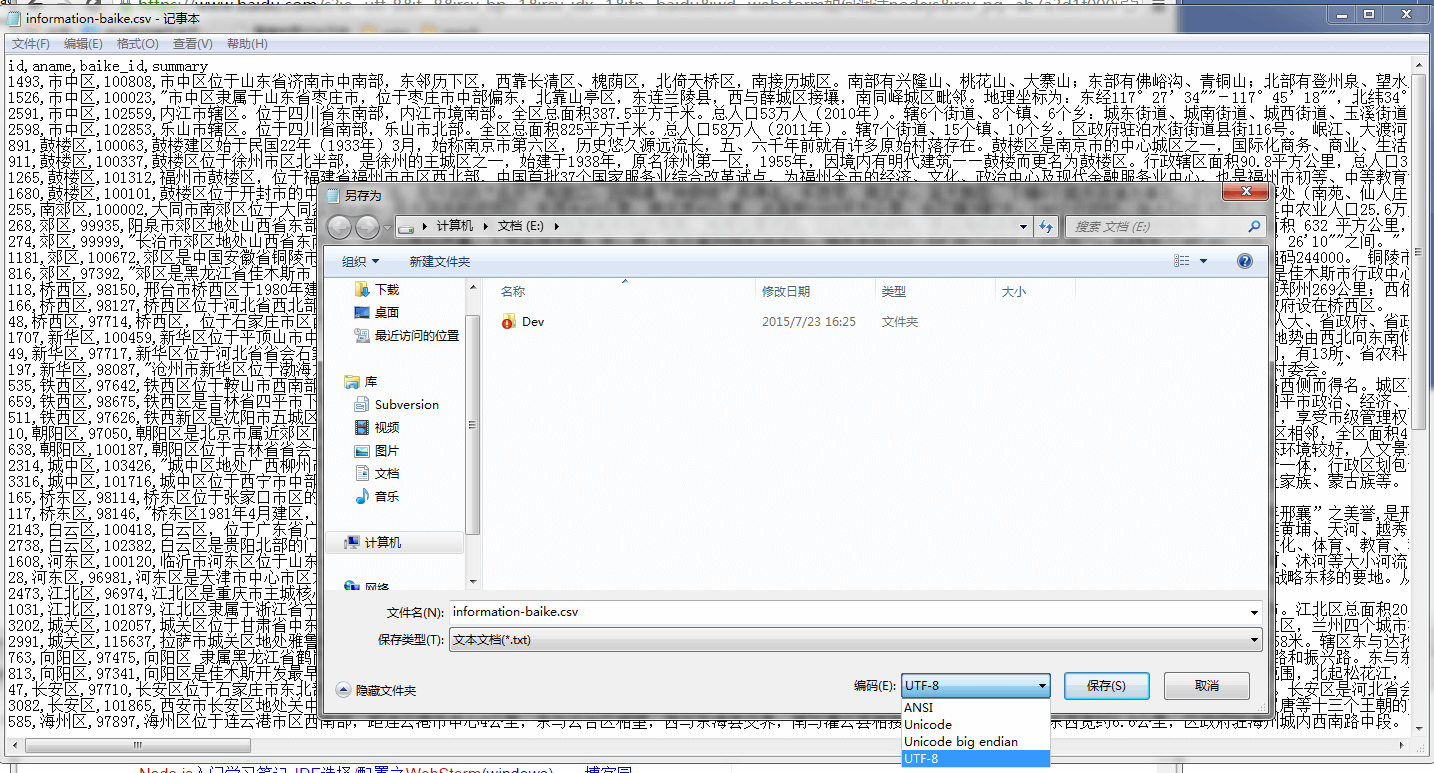 https://www.baidu.com/s?ie
information-baike.csv - 记事本
文件(F) 编辑(E) 格式(O) 查看(V) 帮助(H)
id,aname,baike_id,summary
1493,市中区,100808,市中区位于山东省济南市中南部，东邻历下区，西靠长清区、槐荫区，北倚天桥区，南接历城区。南部有兴隆山、桃花山、大寨山；东部有佛峪沟、青铜山；北部有登州泉、望水
1526,市中区,100023,"市中区隶属于山东省枣庄市，位于枣庄市中部偏东，北靠山亭区，东连兰陵县，西与薛城区接壤，南同峄城区毗邻。地理坐标为：东经117°27′34″－117°45′18″"，北纬34°
2591,市中区,102559,内江市辖区。位于四川省东南部，内江市境南部。全区总面积387.5平方千米。总人口53万人（2010年）。辖6个街道、8个镇、6个乡：城东街道、城南街道、城西街道、玉溪街道
2598,市中区,102853,乐山市辖区。位于四川省南部，乐山市北部。全区总面积825平方千米。总人口58万人（2011年）。辖7个街道、15个镇、10个乡。区政府驻泊水街街道县街116号。 岷江、大渡河
891,鼓楼区,100063,鼓楼建区始于民国22年（1933年）3月，始称南京市第六区，历史悠久源远流长，五、六千年前就有许多原始村落存在。鼓楼区是南京市的中心城区之一，国际化商务、商业、生活
911,鼓楼区,100337,鼓楼区位于徐州市区北半部，是徐州的主城区之一，始建于1938年，原名徐州第一区，1955年，因境内有明代建筑——鼓楼而更名为鼓楼区。行政辖区面积90.8平方公里，总人口3
1265,鼓楼区,101312,福州市鼓楼区，位于福建省福州市市区西北部，中国首批37个国家服务业综合改革试点，为福州全市的经济、文化、政治中心及现代金融服务业中心，也是福州市初等、中等教育
1680,鼓楼区,100101,鼓楼区位于开封市的中 处（南苑、仙人庄
255,南郊区,100002,大同市南郊区位于大同盆 中农业人口25.6万
268,郊区,99935,阳泉市郊区地处山西省东 面积 632 平方公里，
274,郊区,99999,"长治市郊区地处山西省东南 26′10″"之间。"
1181,郊区,100672,郊区是中国安徽省铜陵市 编码244000。 铜陵市
816,郊区,97392,"郊区是黑龙江省佳木斯市 是佳木斯市行政中心
118,桥西区,98150,邢台市桥西区于1980年建 郑州269公里；西依
166,桥西区,98127,桥西区位于河北省西北部 府设在桥西区。
48,桥西区,97714,桥西区，位于石家庄市区西 人大、省政府、省政
1707,新华区,100459,新华区位于平顶山市中 地势由西北向东南倾
49,新华区,97717,新华区位于河北省省会石家 ，有13所、省农科
197,新华区,98087,"沧州市新华区位于渤海 村委会。"
535,铁西区,97642,铁西区位于鞍山市西南部 路西侧而得名。城区
659,铁西区,98675,铁西区是吉林省四平市下 四平市政治、经济、
511,铁西区,97626,铁西新区是沈阳市五城区 ，享受市级管理权
10,朝阳区,97050,朝阳区是北京市属近郊区 区相邻，全区面积4
638,朝阳区,100187,朝阳区位于吉林省省会 环境较好，人文景
2314,城中区,103426,"城中区地处广西柳州市 一体，行政区划包
3316,城中区,101716,城中区位于西宁市中部 土家族、蒙古族等。
165,桥东区,98114,桥东区位于张家口市区的
117,桥东区,98146,"桥东区1981年4月建区， 邢襄”之美誉,是邢
2143,白云区,100418,白云区，位于广东省广 连黄埔、天河、越秀
2738,白云区,102382,白云区是贵阳北部的门 化、体育、教育、
1608,河东区,100120,临沂市河东区位于山东 、沭河等大小河流
28,河东区,96981,河东区是天津市中心市区 战略东移的要地。
2473,江北区,96974,江北区是重庆市主城核
1031,江北区,101879,江北区隶属于浙江省宁 。江北区总面积20
3202,城关区,102057,城关区位于甘肃省中东 区，兰州四个城市
2991,城关区,115637,拉萨市城关区地处雅鲁 58米。辖区东与达孜
763,向阳区,97475,向阳区 隶属黑龙江省鹤 路和振兴路。东与东
813,向阳区,97341,向阳区是佳木斯开发最早 范围，北起松花江，
47,长安区,97710,长安区位于石家庄市东北 ，长安区是河北省会
3082,长安区,101865,西安市长安区地处关中 唐等十三个王朝的
585,海州区,97897,海州区位于连云港市区西南部，距连云港市中心4公里，东与云台区相望，西与东海县交界，南与灌云县相接 东西宽约6.6公里，区政府驻海州城内西南路中段。
另存为
计算机 文档 (E:)
搜索 文档 (E:)
组织 新建文件夹
下载
桌面
最近访问的位置
库
Subversion
视频
图片
文档
音乐
计算机
网络
名称 修改日期 类型 大小
Dev 2015/7/23 16:25 文件夹
文件名(N): information-baike.csv
保存类型(T): 文本文档(*.txt)
隐藏文件夹
编码(E): UTF-8 保存(S) 取消
ANSI
Unicode
Unicode big endian
UTF-8